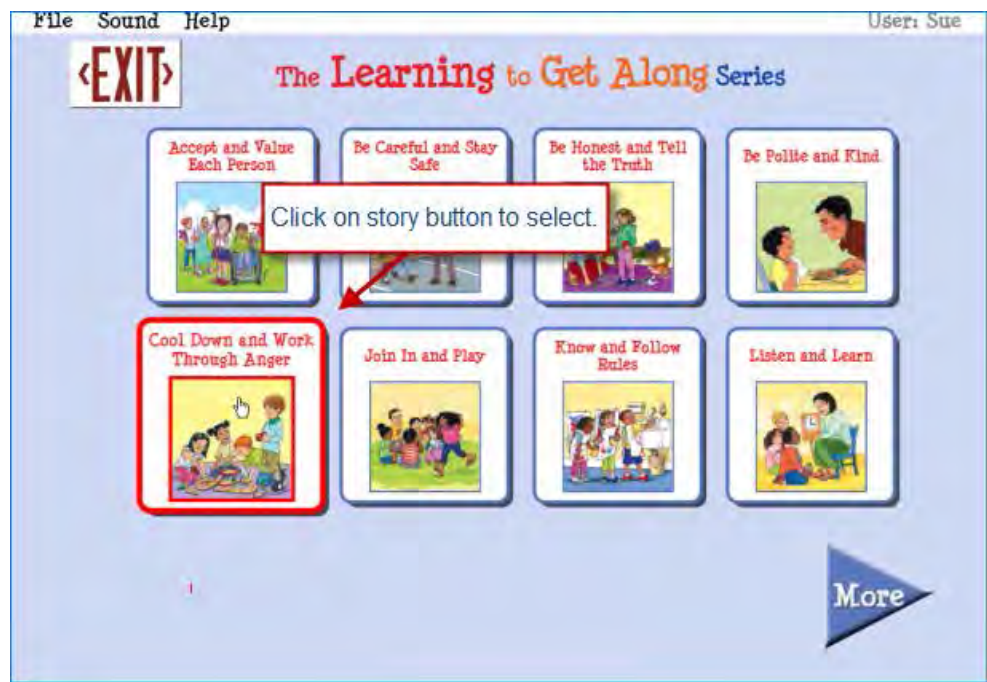 File Sound Help User: Sue
<EXIT> The Learning to Get Along Series
Accept and Value
Each Person
Be Careful and Stay
Safe
Be Honest and Tell
the Truth
Be Polite and Kind
Click on story button to select.
Cool Down and Work
Through Anger
Join In and Play
Know and Follow
Rules
Listen and Learn
More